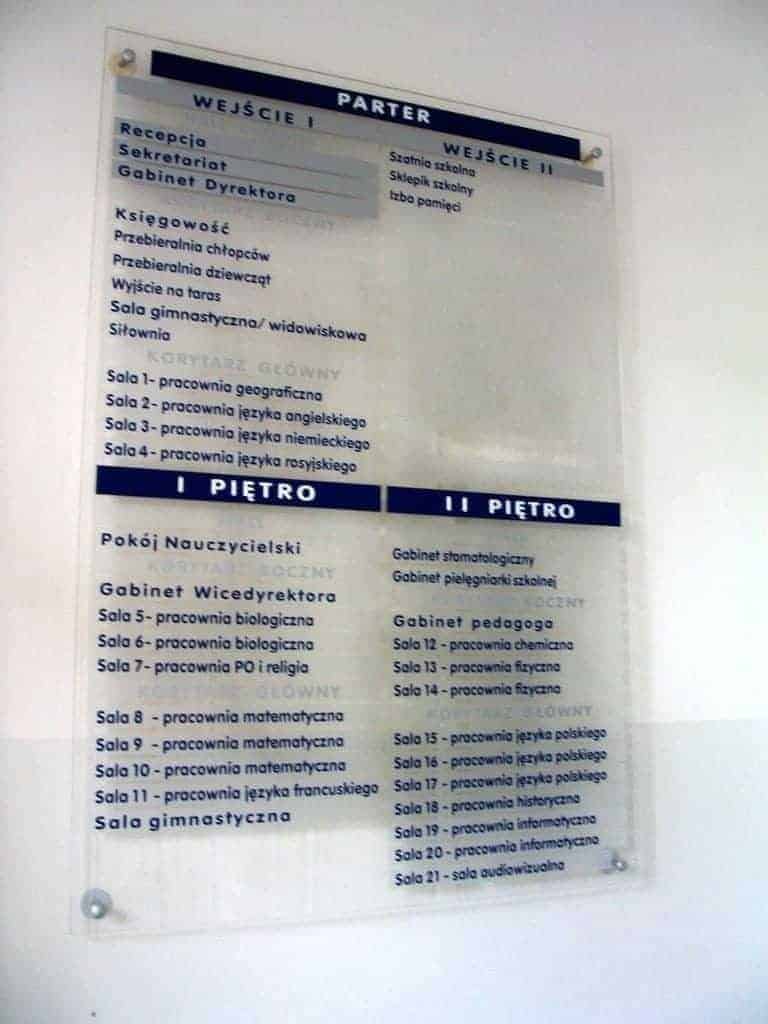 PARTER
WEJŚCIE I
Recepcja
Sekretariat
Gabinet Dyrektora
KORYTARZ BOCZNY
Księgowość
Przebieralnia chłopców
Przebieralnia dziewcząt
Wyjście na taras
Sala gimnastyczna/ widowiskowa
Siłownia
KORYTARZ GŁÓWNY
Sala 1- pracownia geograficzna
Sala 2- pracownia języka angielskiego
Sala 3- pracownia języka niemieckiego
Sala 4- pracownia języka rosyjskiego
WEJŚCIE II
Szatnia szkolna
Sklepik szkolny
Izba pamięci
I PIĘTRO
Pokój Nauczycielski
KORYTARZ BOCZNY
Gabinet Wicedyrektora
Sala 5- pracownia biologiczna
Sala 6- pracownia biologiczna
Sala 7- pracownia PO i religia
KORYTARZ GŁÓWNY
Sala 8 - pracownia matematyczna
Sala 9 - pracownia matematyczna
Sala 10 - pracownia matematyczna
Sala 11 - pracownia języka francuskiego
Sala gimnastyczna
II PIĘTRO
Gabinet stomatologiczny
Gabinet pielęgniarki szkolnej
KORYTARZ BOCZNY
Gabinet pedagoga
Sala 12 - pracownia chemiczna
Sala 13 - pracownia fizyczna
Sala 14 - pracownia fizyczna
KORYTARZ GŁÓWNY
Sala 15 - pracownia języka polskiego
Sala 16 - pracownia języka polskiego
Sala 17 - pracownia języka polskiego
Sala 18 - pracownia historyczna
Sala 19 - pracownia informatyczna
Sala 20 - pracownia informatyczna
Sala 21 - sala audiowizualna